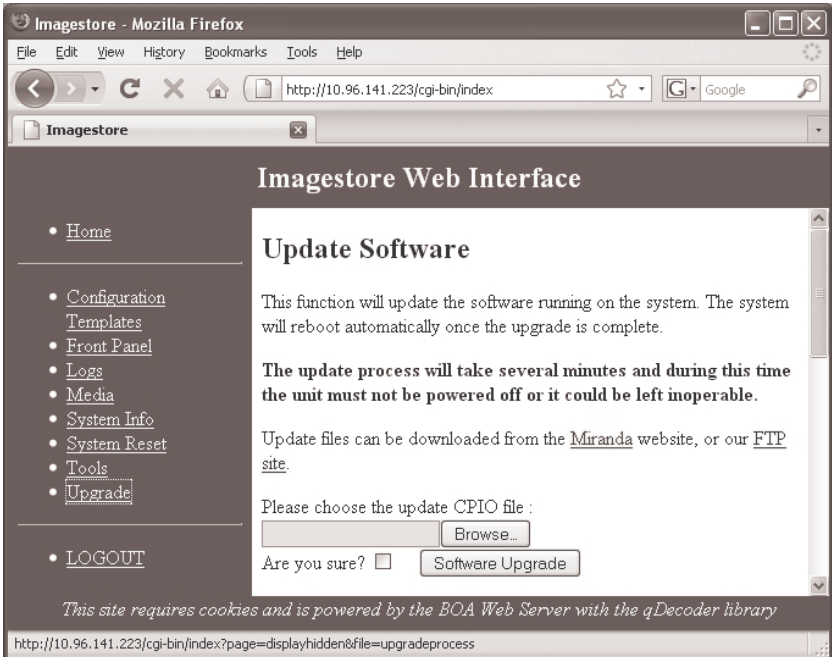 Imagestore - Mozilla Firefox
File Edit View History Bookmarks Tools Help
http://10.96.141.223/cgi-bin/index
G Google
Imagestore
Imagestore Web Interface
Home
Configuration
Templates
Front Panel
Logs
Media
System Info
System Reset
Tools
Upgrade
LOGOUT
Update Software
This function will update the software running on the system. The system
will reboot automatically once the upgrade is complete.
The update process will take several minutes and during this time
the unit must not be powered off or it could be left inoperable.
Update files can be downloaded from the Miranda website, or our FTP
site.
Please choose the update CPIO file :
Browse...
Are you sure? Software Upgrade
This site requires cookies and is powered by the BOA Web Server with the qDecoder library
http://10.96.141.223/cgi-bin/index?page=displayhidden&file=upgradeprocess